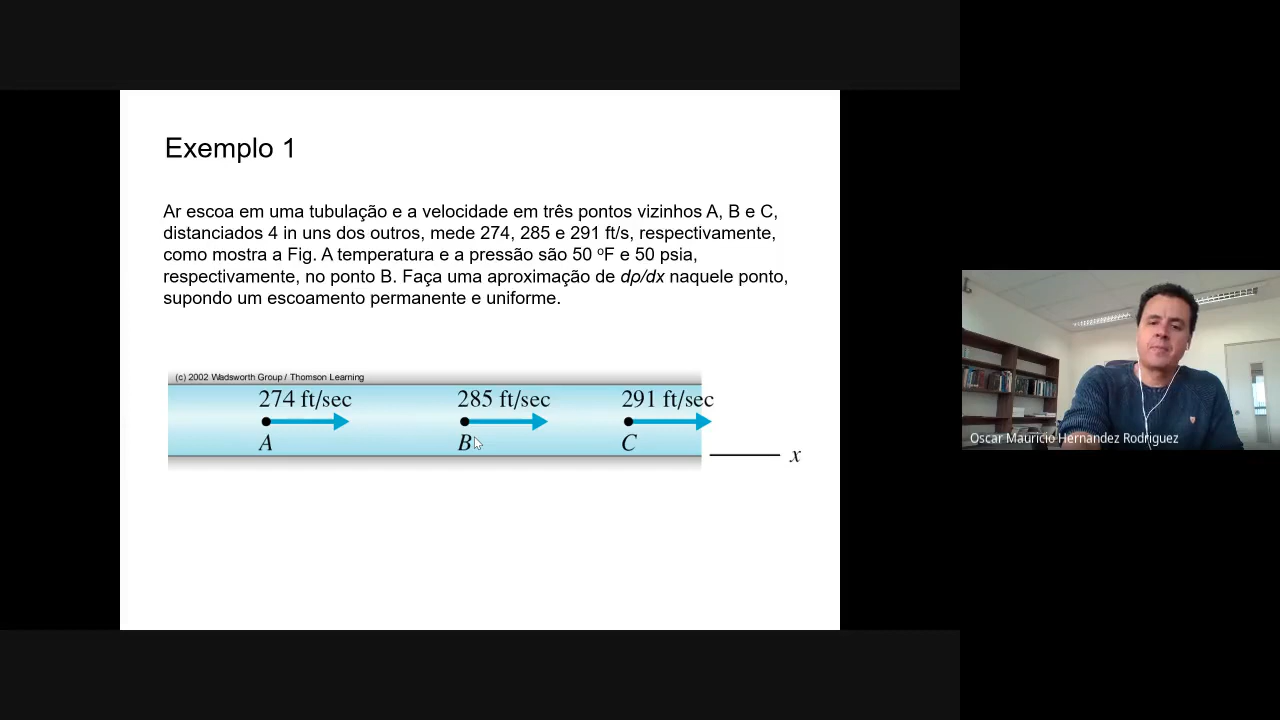 Exemplo 1
Ar escoa em uma tubulação e a velocidade em três pontos vizinhos A, B e C,
distanciados 4 in uns dos outros, mede 274, 285 e 291 ft/s, respectivamente,
como mostra a Fig. A temperatura e a pressão são 50 ºF e 50 psia,
respectivamente, no ponto B. Faça uma aproximação de dp/dx naquele ponto,
supondo um escoamento permanente e uniforme.
(c) 2002 Wadsworth Group / Thomson Learning
274 ft/sec 285 ft/sec 291 ft/sec
A B C
x
Oscar Mauricio Hernandez Rodriguez